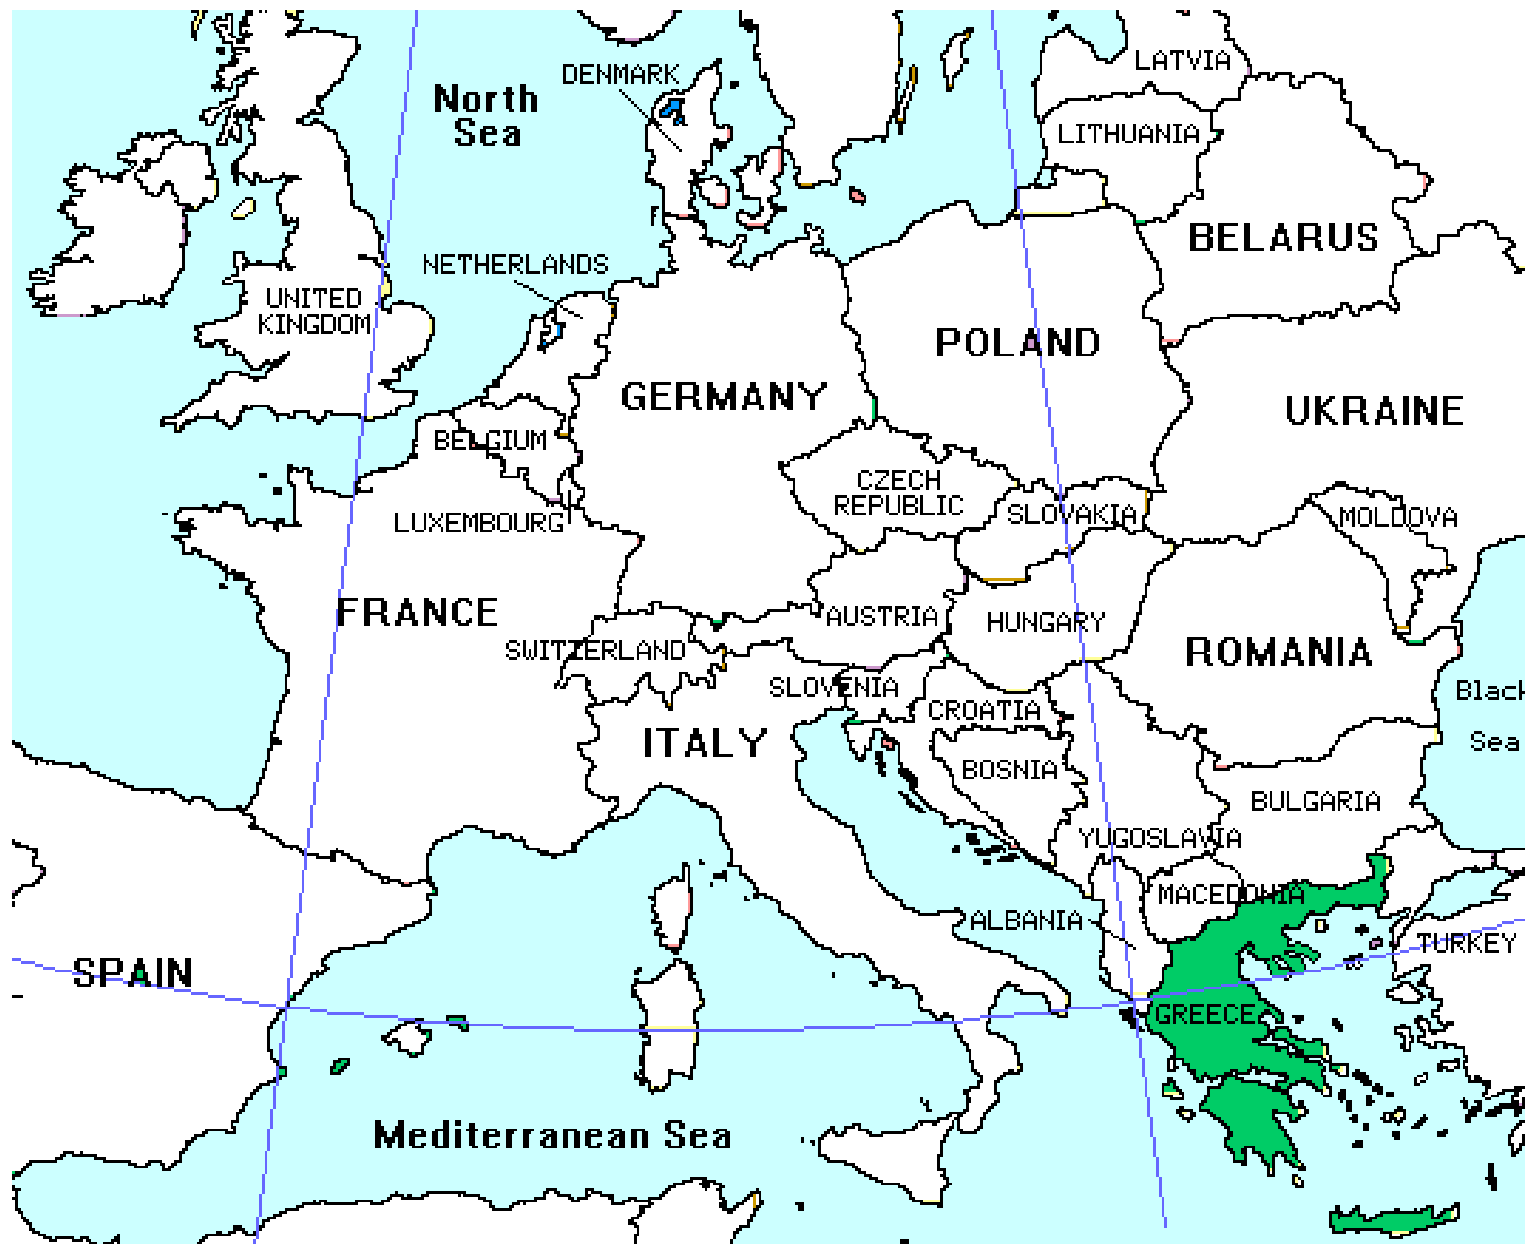 LATVIA
DENMARK
North
Sea
LITHUANIA
BELARUS
NETHERLANDS
UNITED
KINGDOM
POLAND
GERMANY
UKRAINE
BELGIUM
CZECH
REPUBLIC
LUXEMBOURG
SLOVAKIA
MOLDOVA
FRANCE
AUSTRIA
HUNGARY
SWITZERLAND
ROMANIA
SLOVENIA
Black
Sea
CROATIA
ITALY
BOSNIA
BULGARIA
YUGOSLAVIA
MACEDONIA
ALBANIA
TURKEY
SPAIN
GREECE
Mediterranean Sea